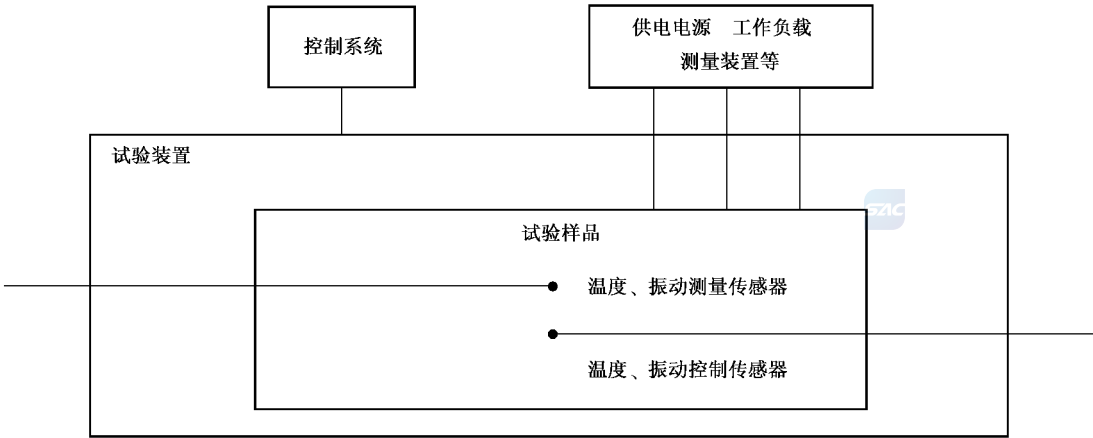 控制系统
供电电源 工作负载
测量装置等
试验装置
SAC
试验样品
温度、振动测量传感器
温度、振动控制传感器